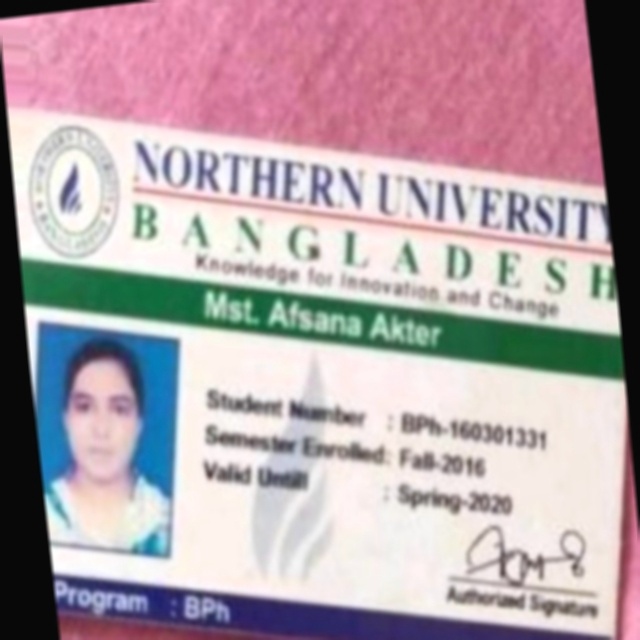 NORTHERN UNIVERSITY
BANGLADESH
Knowledge for Innovation and Change
Mst. Afsana Akter
Student Number : BPh-160301331
Semester Enrolled: Fall-2016
Valid Untill : Spring-2020
Authorized Signature
Program : BPh